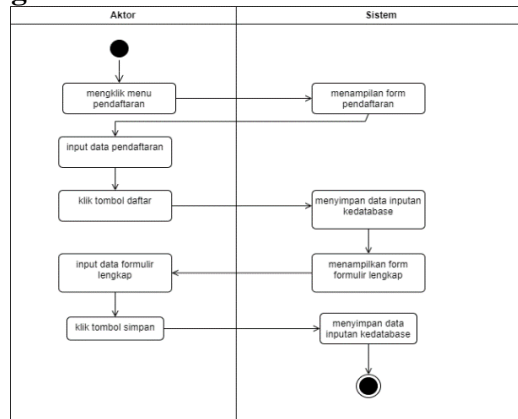 g
Aktor
Sistem
mengklik menu
pendaftaran
menampilan form
pendaftaran
input data pendaftaran
klik tombol daftar
menyimpan data inputan
kedatabase
menampilkan form
formulir lengkap
input data formulir
lengkap
klik tombol simpan
menyimpan data
inputan kedatabase